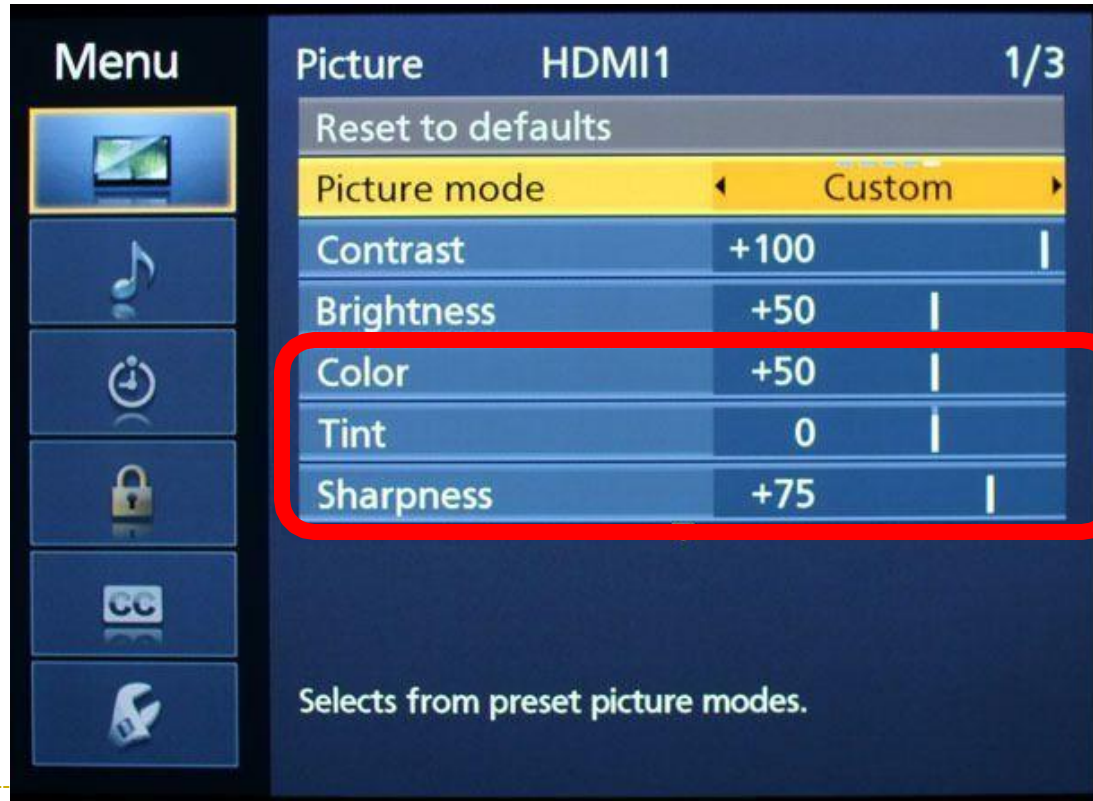 Menu
Picture HDMI1 1/3
Reset to defaults
Picture mode Custom
Contrast +100
Brightness +50
Color +50
Tint 0
Sharpness +75
CC
Selects from preset picture modes.